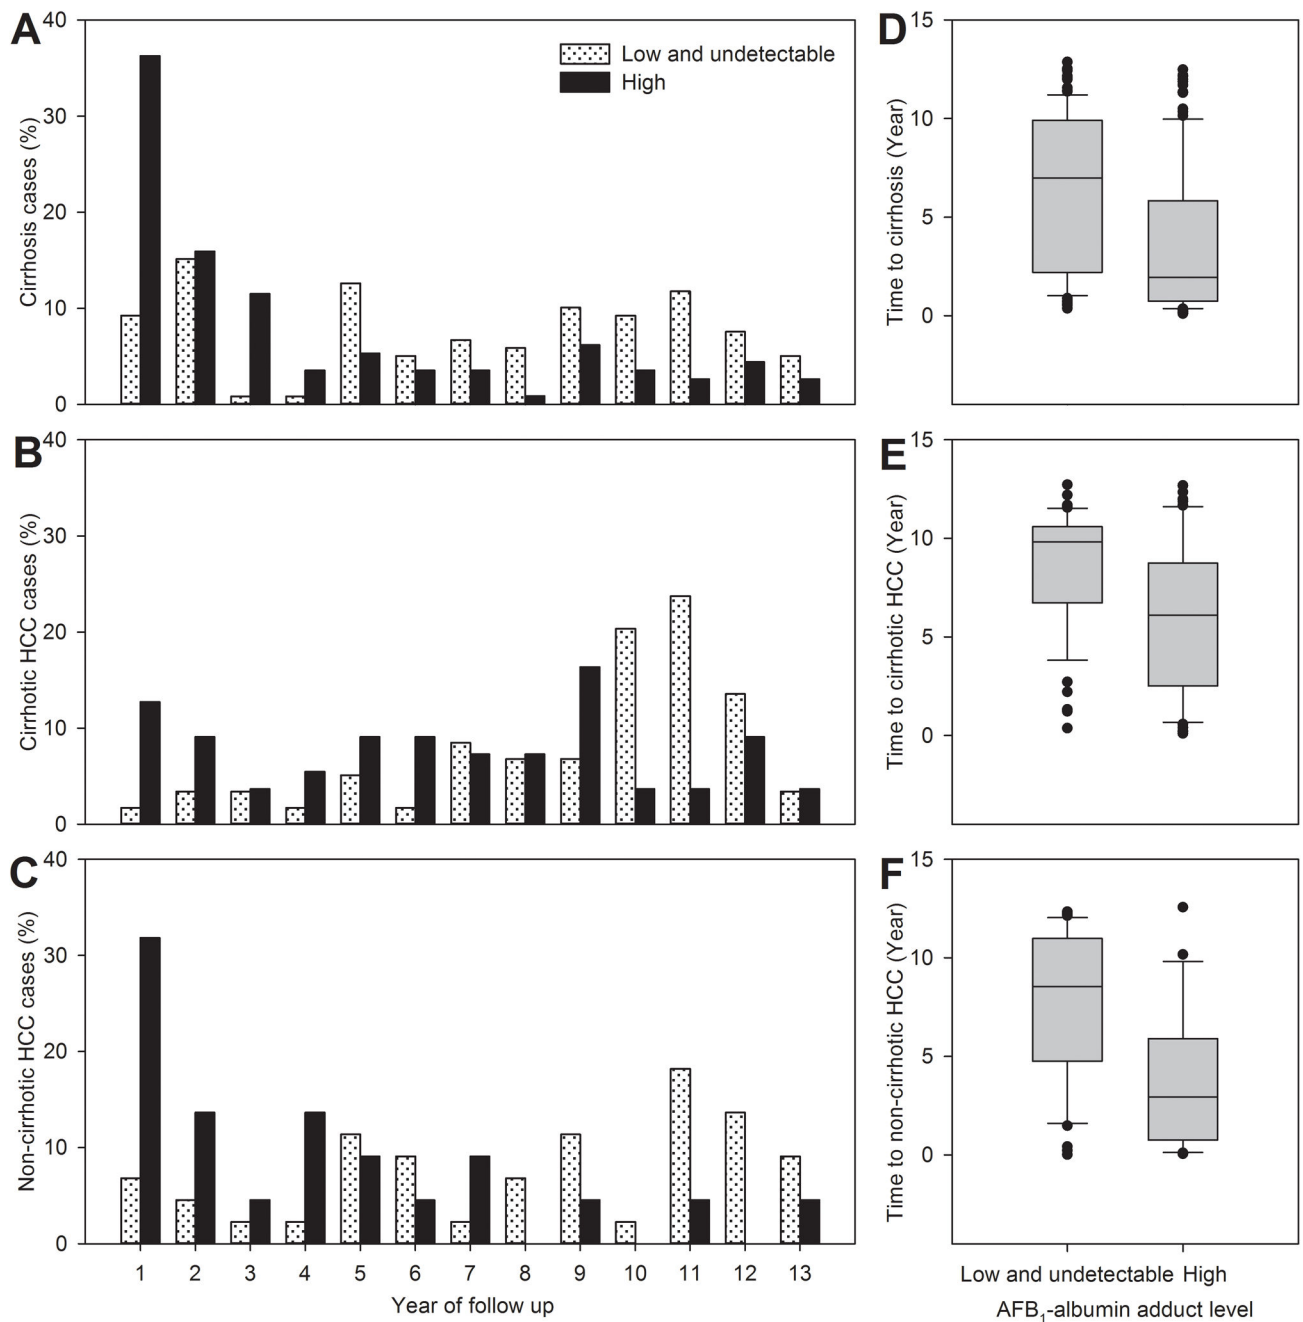 A
40
30
20
10
0
Cirrhosis cases (%)
Low and undetectable
High
D
15
10
5
0
Time to cirrhosis (Year)
B
40
30
20
10
0
Cirrhotic HCC cases (%)
E
15
10
5
0
Time to cirrhotic HCC (Year)
C
40
30
20
10
0
Non-cirrhotic HCC cases (%)
1 2 3 4 5 6 7 8 9 10 11 12 13
Year of follow up
F
15
10
5
0
Time to non-cirrhotic HCC (Year)
Low and undetectable High
AFB₁-albumin adduct level